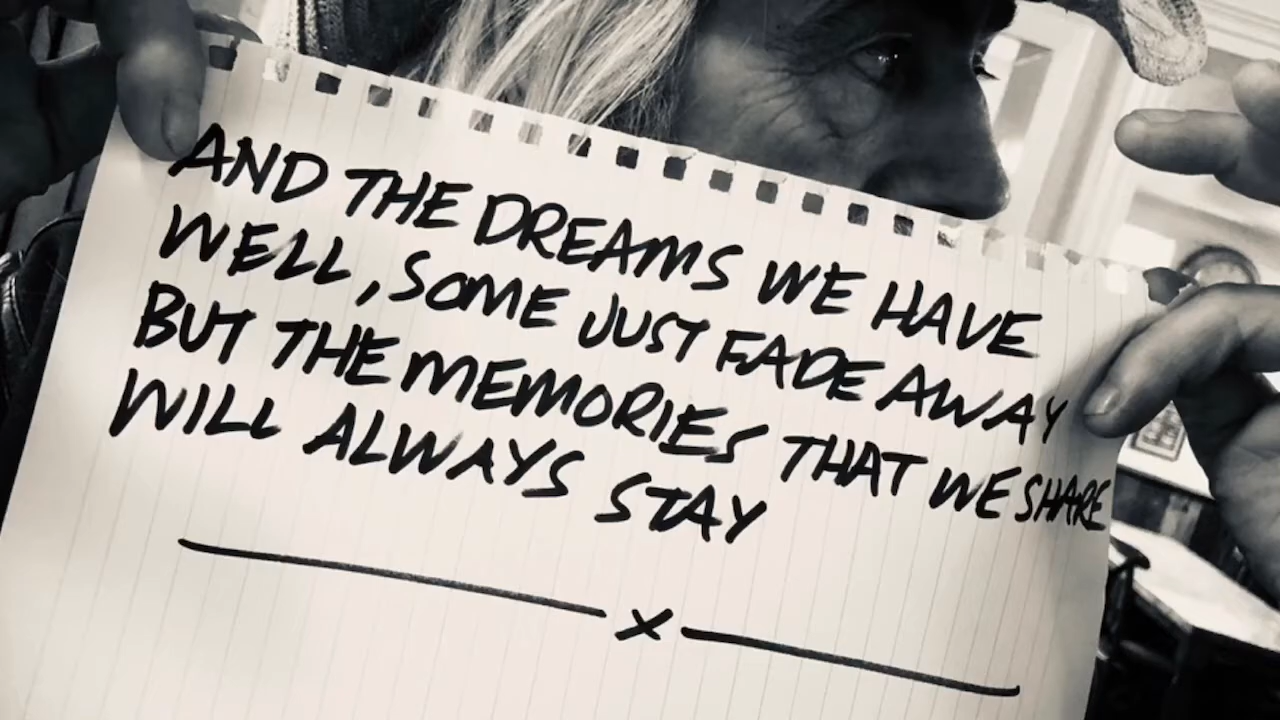 AND THE DREAMS WE HAVE
WELL, SOME JUST FADE AWAY
BUT THE MEMORIES THAT WE SHARE
WILL ALWAYS STAY
x